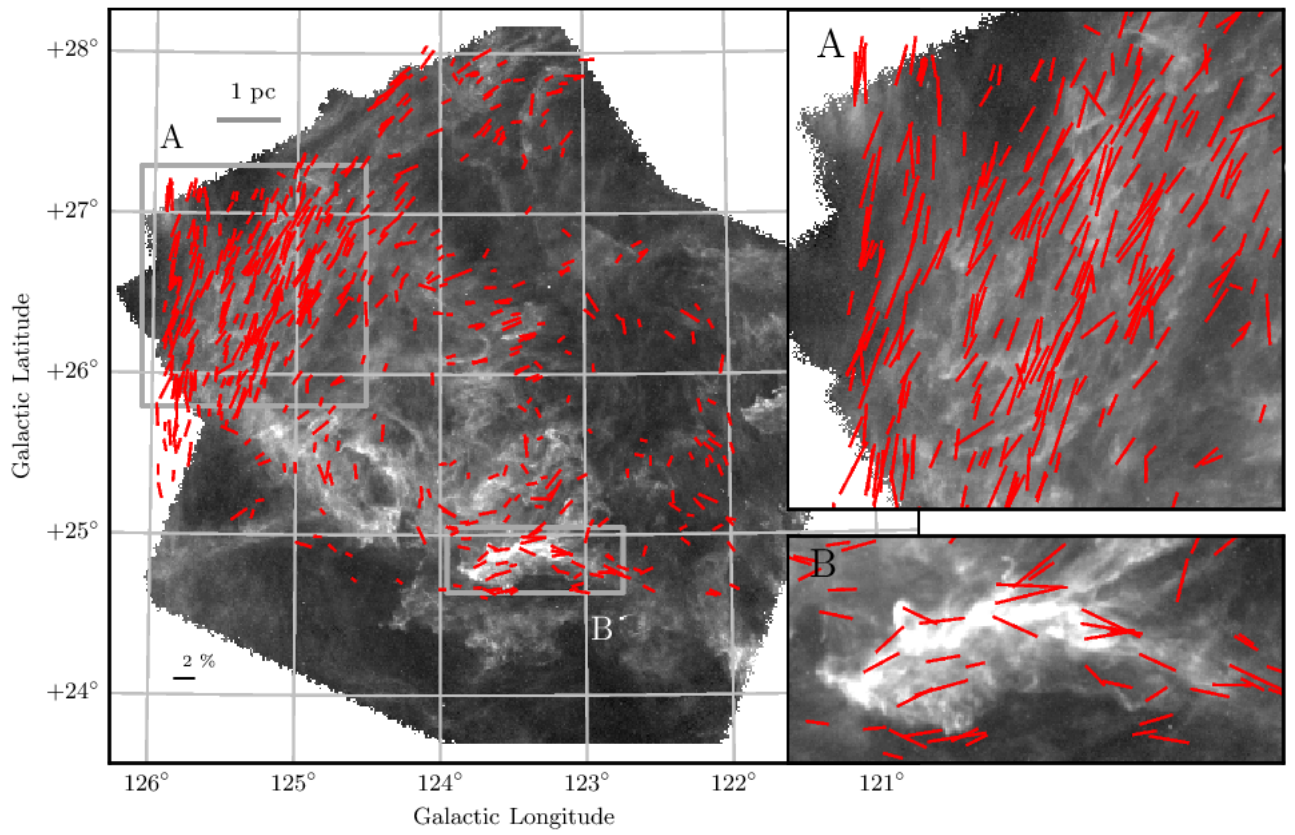 +28°
+27°
+26°
+25°
+24°
Galactic Latitude
1 pc
A
2 %
B
A
B
126°
125°
124°
123°
122°
121°
Galactic Longitude